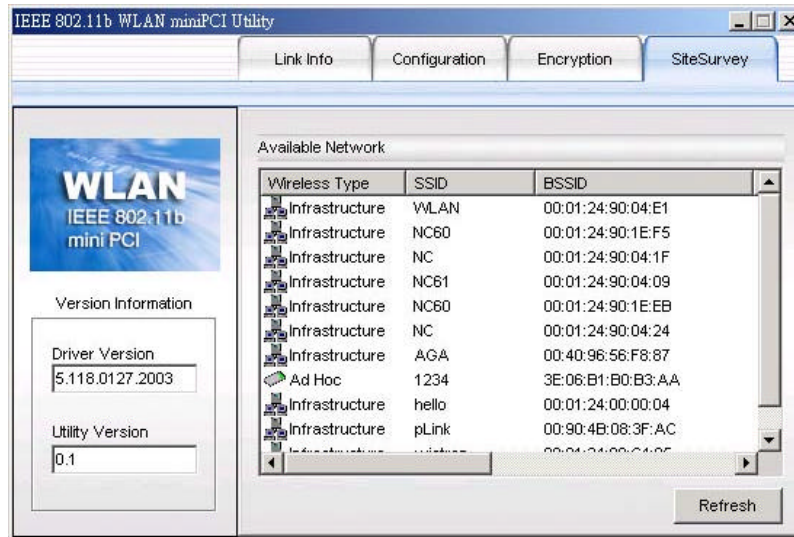 IEEE 802.11b WLAN miniPCI Utility
Link Info Configuration Encryption SiteSurvey
WLAN
IEEE 802.11b
mini PCI
Version Information
Driver Version
5.118.0127.2003
Utility Version
0.1
Available Network
Wireless Type SSID BSSID
Infrastructure WLAN 00:01:24:90:04:E1
Infrastructure NC60 00:01:24:90:1E:F5
Infrastructure NC 00:01:24:90:04:1F
Infrastructure NC61 00:01:24:90:04:09
Infrastructure NC60 00:01:24:90:1E:EB
Infrastructure NC 00:01:24:90:04:24
Infrastructure AGA 00:40:96:56:F8:87
Ad Hoc 1234 3E:06:B1:B0:B3:AA
Infrastructure hello 00:01:24:00:00:04
Infrastructure pLink 00:90:4B:08:3F:AC
Refresh